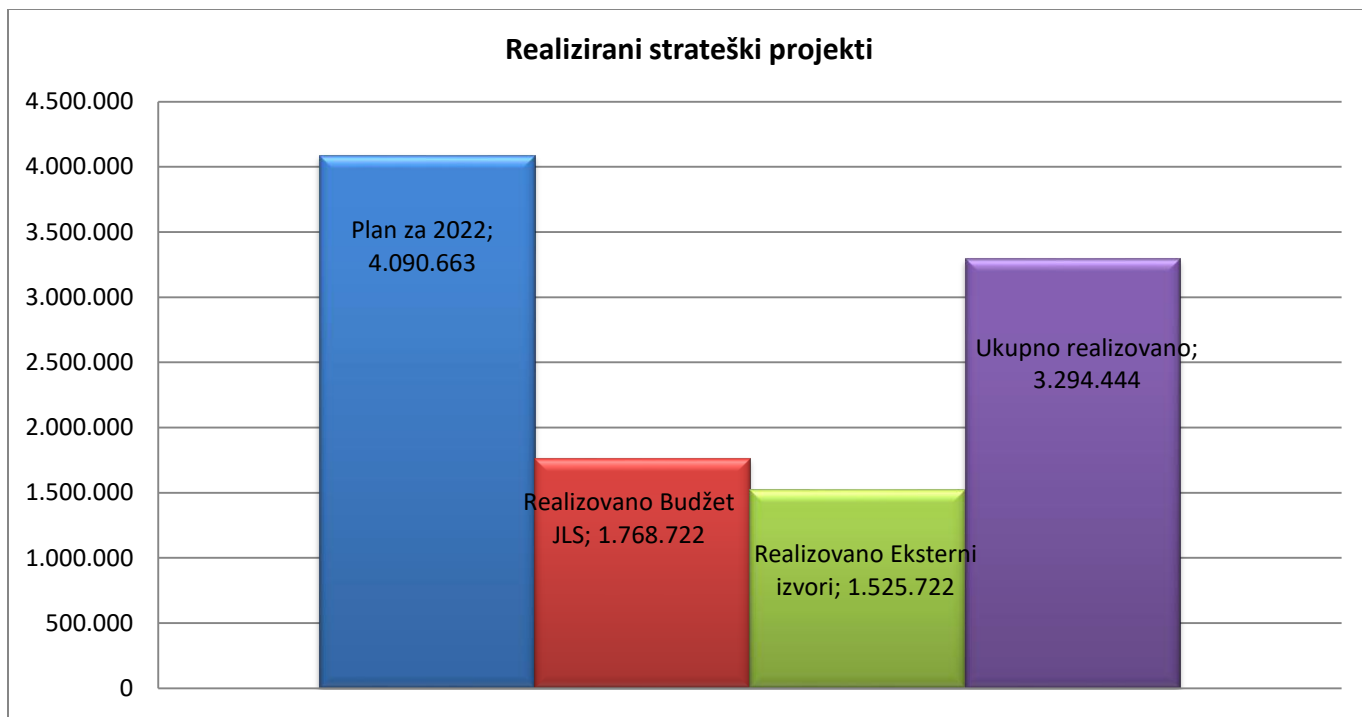 Realizirani strateški projekti
4.500.000
4.000.000
3.500.000
3.000.000
2.500.000
2.000.000
1.500.000
1.000.000
500.000
0
Plan za 2022;
4.090.663
Realizovano Budžet
JLS; 1.768.722
Realizovano Eksterni
izvori; 1.525.722
Ukupno realizovano;
3.294.444